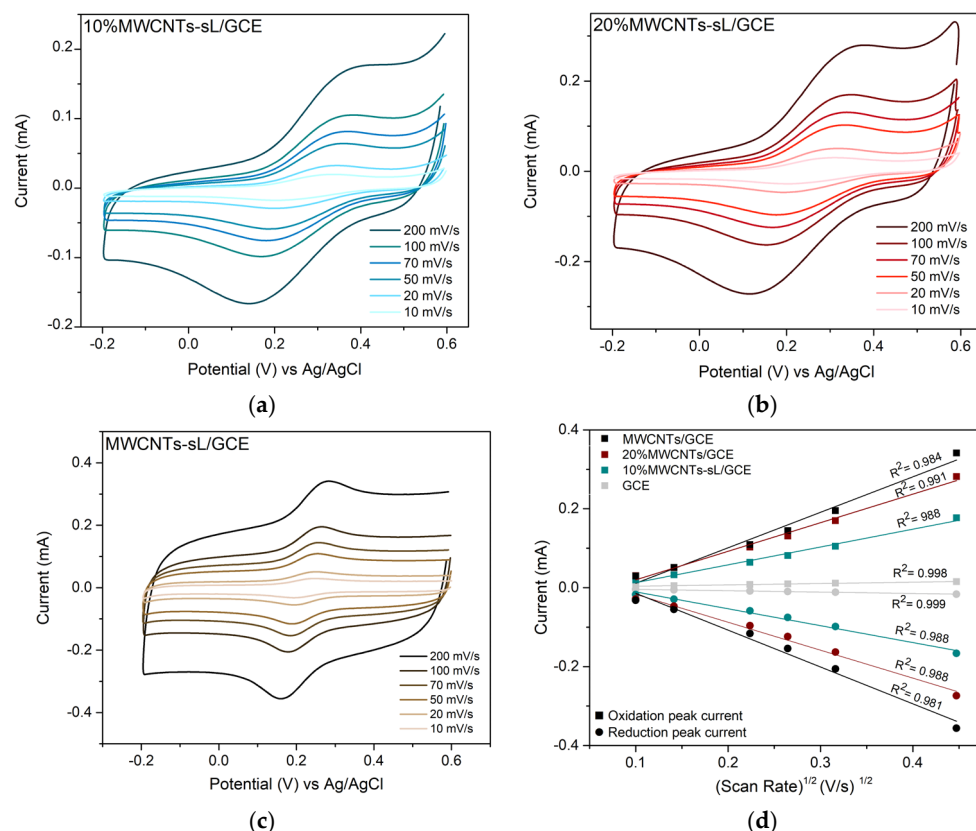 10%MWCNTs-sL/GCE
0.2
0.1
0.0
-0.1
-0.2
Current (mA)
200 mV/s
100 mV/s
70 mV/s
50 mV/s
20 mV/s
10 mV/s
-0.2 0.0 0.2 0.4 0.6
Potential (V) vs Ag/AgCl
(a)
20%MWCNTs-sL/GCE
0.2
0.0
-0.2
Current (mA)
200 mV/s
100 mV/s
70 mV/s
50 mV/s
20 mV/s
10 mV/s
-0.2 0.0 0.2 0.4 0.6
Potential (V) vs Ag/AgCl
(b)
MWCNTs-sL/GCE
0.4
0.2
0.0
-0.2
-0.4
Current (mA)
200 mV/s
100 mV/s
70 mV/s
50 mV/s
20 mV/s
10 mV/s
-0.2 0.0 0.2 0.4 0.6
Potential (V) vs Ag/AgCl
(c)
0.4
0.2
0.0
-0.2
-0.4
Current (mA)
MWCNTs/GCE
20%MWCNTs/GCE
10%MWCNTs-sL/GCE
GCE
R²= 0.984
R²= 0.991
R²= 988
R²= 0.998
R²= 0.999
R²= 0.988
R²= 0.988
R²= 0.981
Oxidation peak current
Reduction peak current
0.1 0.2 0.3 0.4
(Scan Rate)¹/² (V/s) ¹/²
(d)